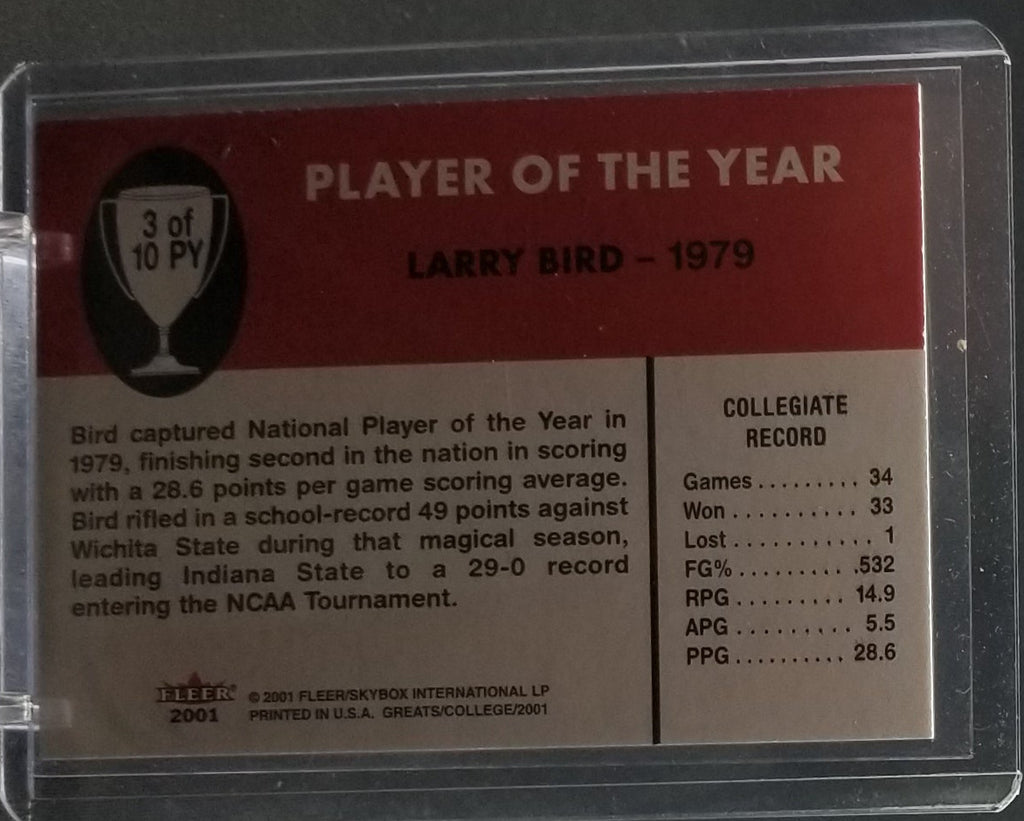 3 of
10 PY
PLAYER OF THE YEAR
LARRY BIRD – 1979
Bird captured National Player of the Year in
1979, finishing second in the nation in scoring
with a 28.6 points per game scoring average.
Bird rifled in a school-record 49 points against
Wichita State during that magical season,
leading Indiana State to a 29-0 record
entering the NCAA Tournament.
COLLEGIATE
RECORD
Games ......... 34
Won .......... 33
Lost ........... 1
FG% ......... .532
RPG ......... 14.9
APG ......... 5.5
PPG .......... 28.6
FLEER
2001
© 2001 FLEER/SKYBOX INTERNATIONAL LP
PRINTED IN U.S.A. GREATS/COLLEGE/2001